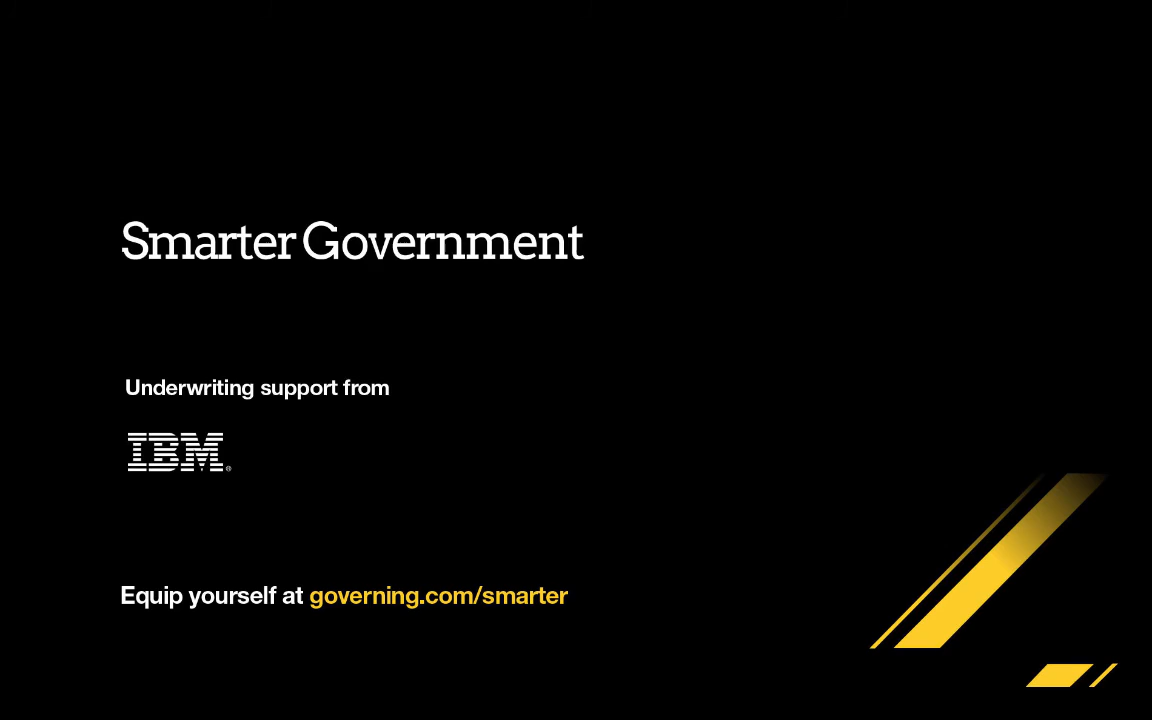 Smarter Government
Underwriting support from
IBM®
Equip yourself at governing.com/smarter